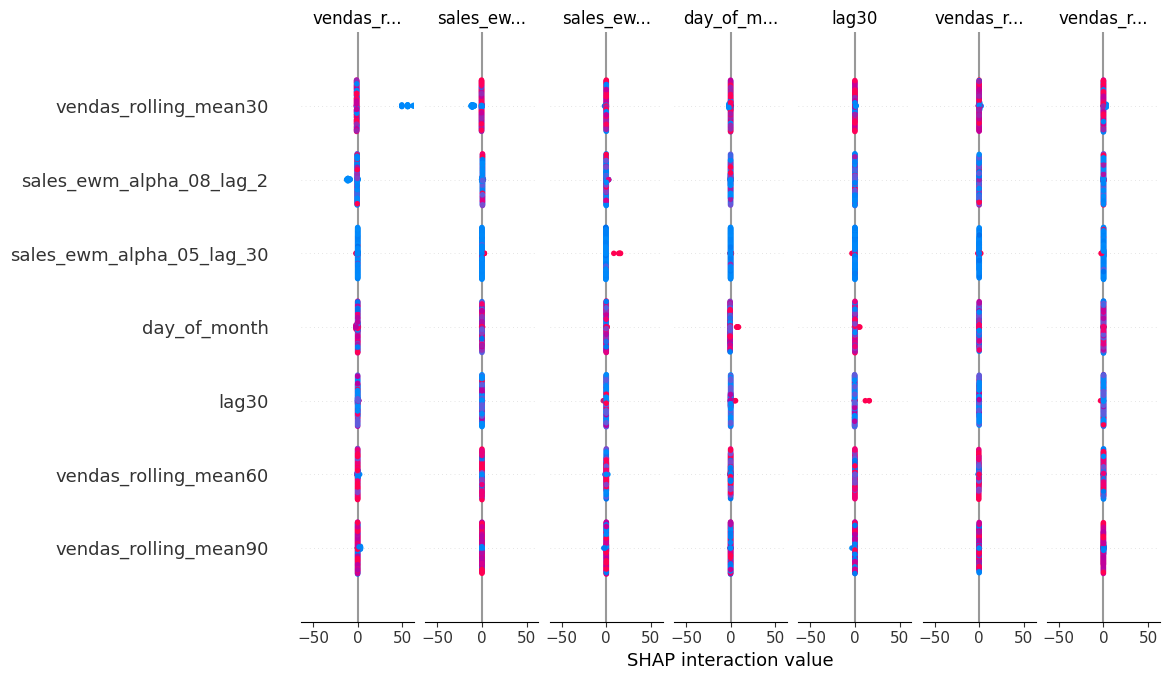 vendas_r... sales_ew... sales_ew... day_of_m... lag30 vendas_r... vendas_r...
vendas_rolling_mean30
sales_ewm_alpha_08_lag_2
sales_ewm_alpha_05_lag_30
day_of_month
lag30
vendas_rolling_mean60
vendas_rolling_mean90
−50 0 50 −50 0 50 −50 0 50 −50 0 50 −50 0 50 −50 0 50 −50 0 50
SHAP interaction value